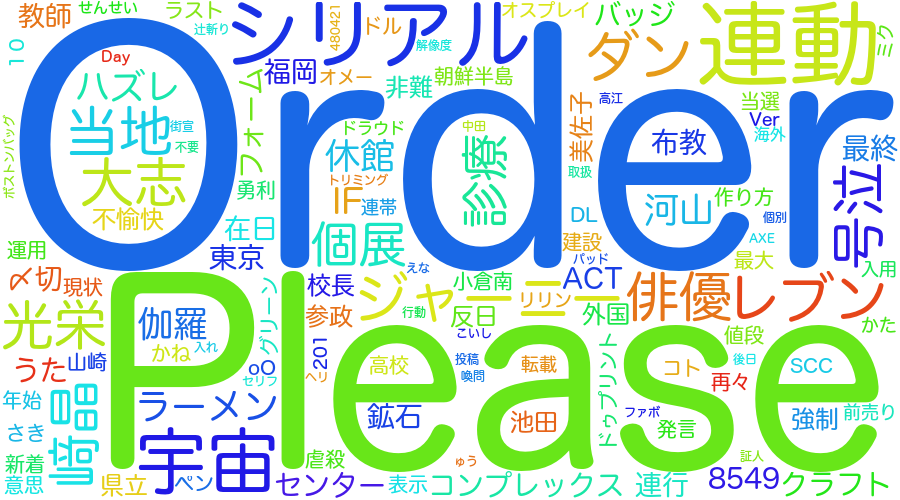 教師
せんせい
ラスト
辻斬り
シリアル
480421
ドル
オスプレイ
解像度
バッジ
連動
ミク
10
Day
ハズレ
当地
街宣
不要
大志
不愉快
ボストンバッグ
Order
フォーム
福岡
オメー
非難
朝鮮半島
ダン
美佐子
高江
当選
Ver
海外
布教
最終
ドラウド
中田
休館
トリミング
IF
連帯
診療
取扱
勇利
在日
個展
東京
DL
建設
パッド
河山
作り方
個別
AXE
最大
号泣
入用
運用
〆切
現状
光栄
うた
山崎
年始
さき
新着
意思
﨑晶
伽羅
かね
入れ
グリーン
oO
セリフ
校長
参政
201
ヘリ
ジャーニー
えな
行動
小倉南
リリン
反日
こいし
ACT
外国
俳優
レブン
かた
値段
後日
SCC
Please
高校
投稿
喚問
転載
ドゥプリント
コト
再々
ラーメン
宇宙
鉱石
池田
ファボ
発言
強制
前売り
県立
ペン
虐殺
センター
表示
ゅう
コンプレックス
連行
証人
8549
クラフト